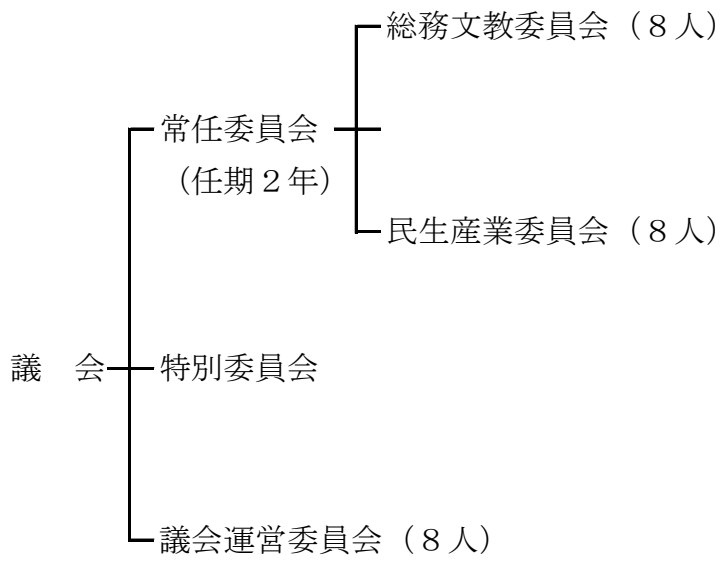 総務文教委員会（８人）
常任委員会
（任期２年）
民生産業委員会（８人）
議　会
特別委員会
議会運営委員会（８人）